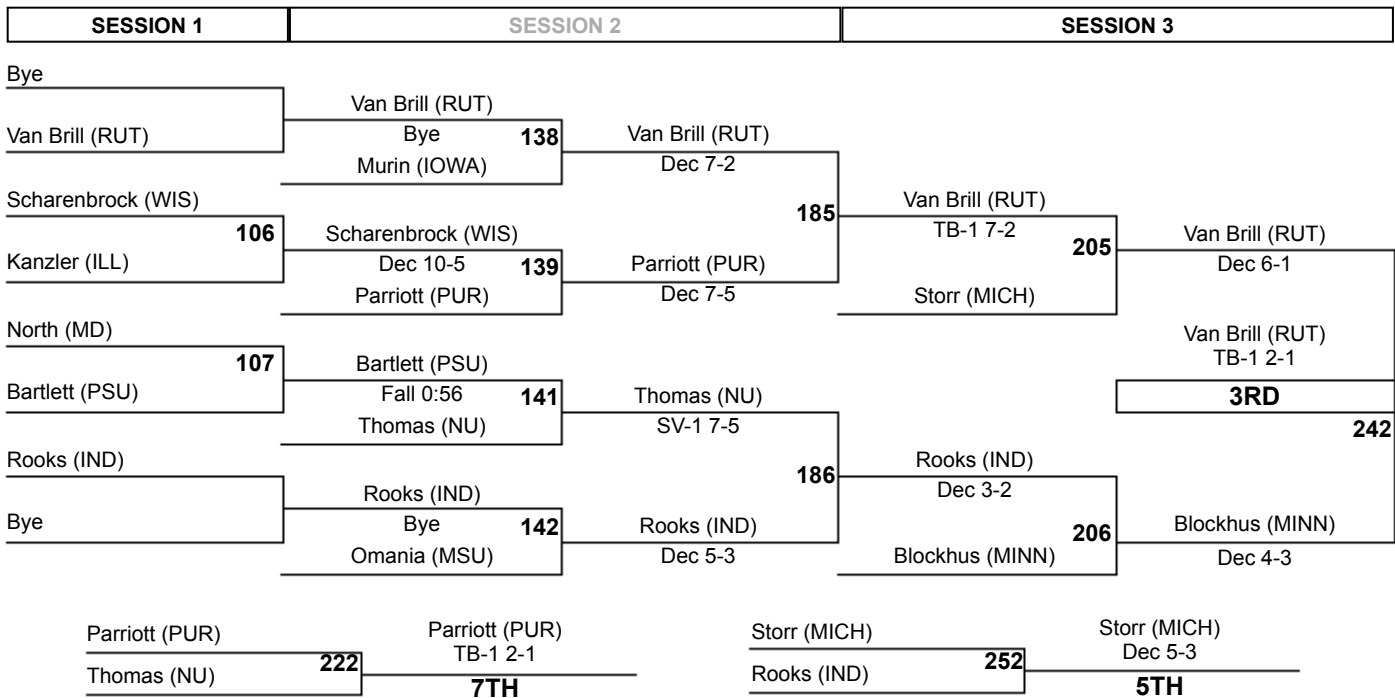 SESSION 1 SESSION 2 SESSION 3
Bye
Van Brill (RUT)
Van Brill (RUT)
Bye 138
Murin (IOWA)
Van Brill (RUT)
Dec 7-2
Scharenbrock (WIS)
106
Kanzler (ILL)
Scharenbrock (WIS)
Dec 10-5 139
Parriott (PUR)
Parriott (PUR)
Dec 7-5
185
Van Brill (RUT)
TB-1 7-2
205
Storr (MICH)
Van Brill (RUT)
Dec 6-1
North (MD)
107
Bartlett (PSU)
Bartlett (PSU)
Fall 0:56 141
Thomas (NU)
Thomas (NU)
SV-1 7-5
Rooks (IND)
Bye
Rooks (IND)
Bye 142
Omania (MSU)
Rooks (IND)
Dec 5-3
186
Rooks (IND)
Dec 3-2
206
Blockhus (MINN)
Blockhus (MINN)
Dec 4-3
Van Brill (RUT)
TB-1 2-1
3RD
242
Parriott (PUR)
222
Thomas (NU)
Parriott (PUR)
TB-1 2-1
7TH
Storr (MICH)
252
Rooks (IND)
Storr (MICH)
Dec 5-3
5TH